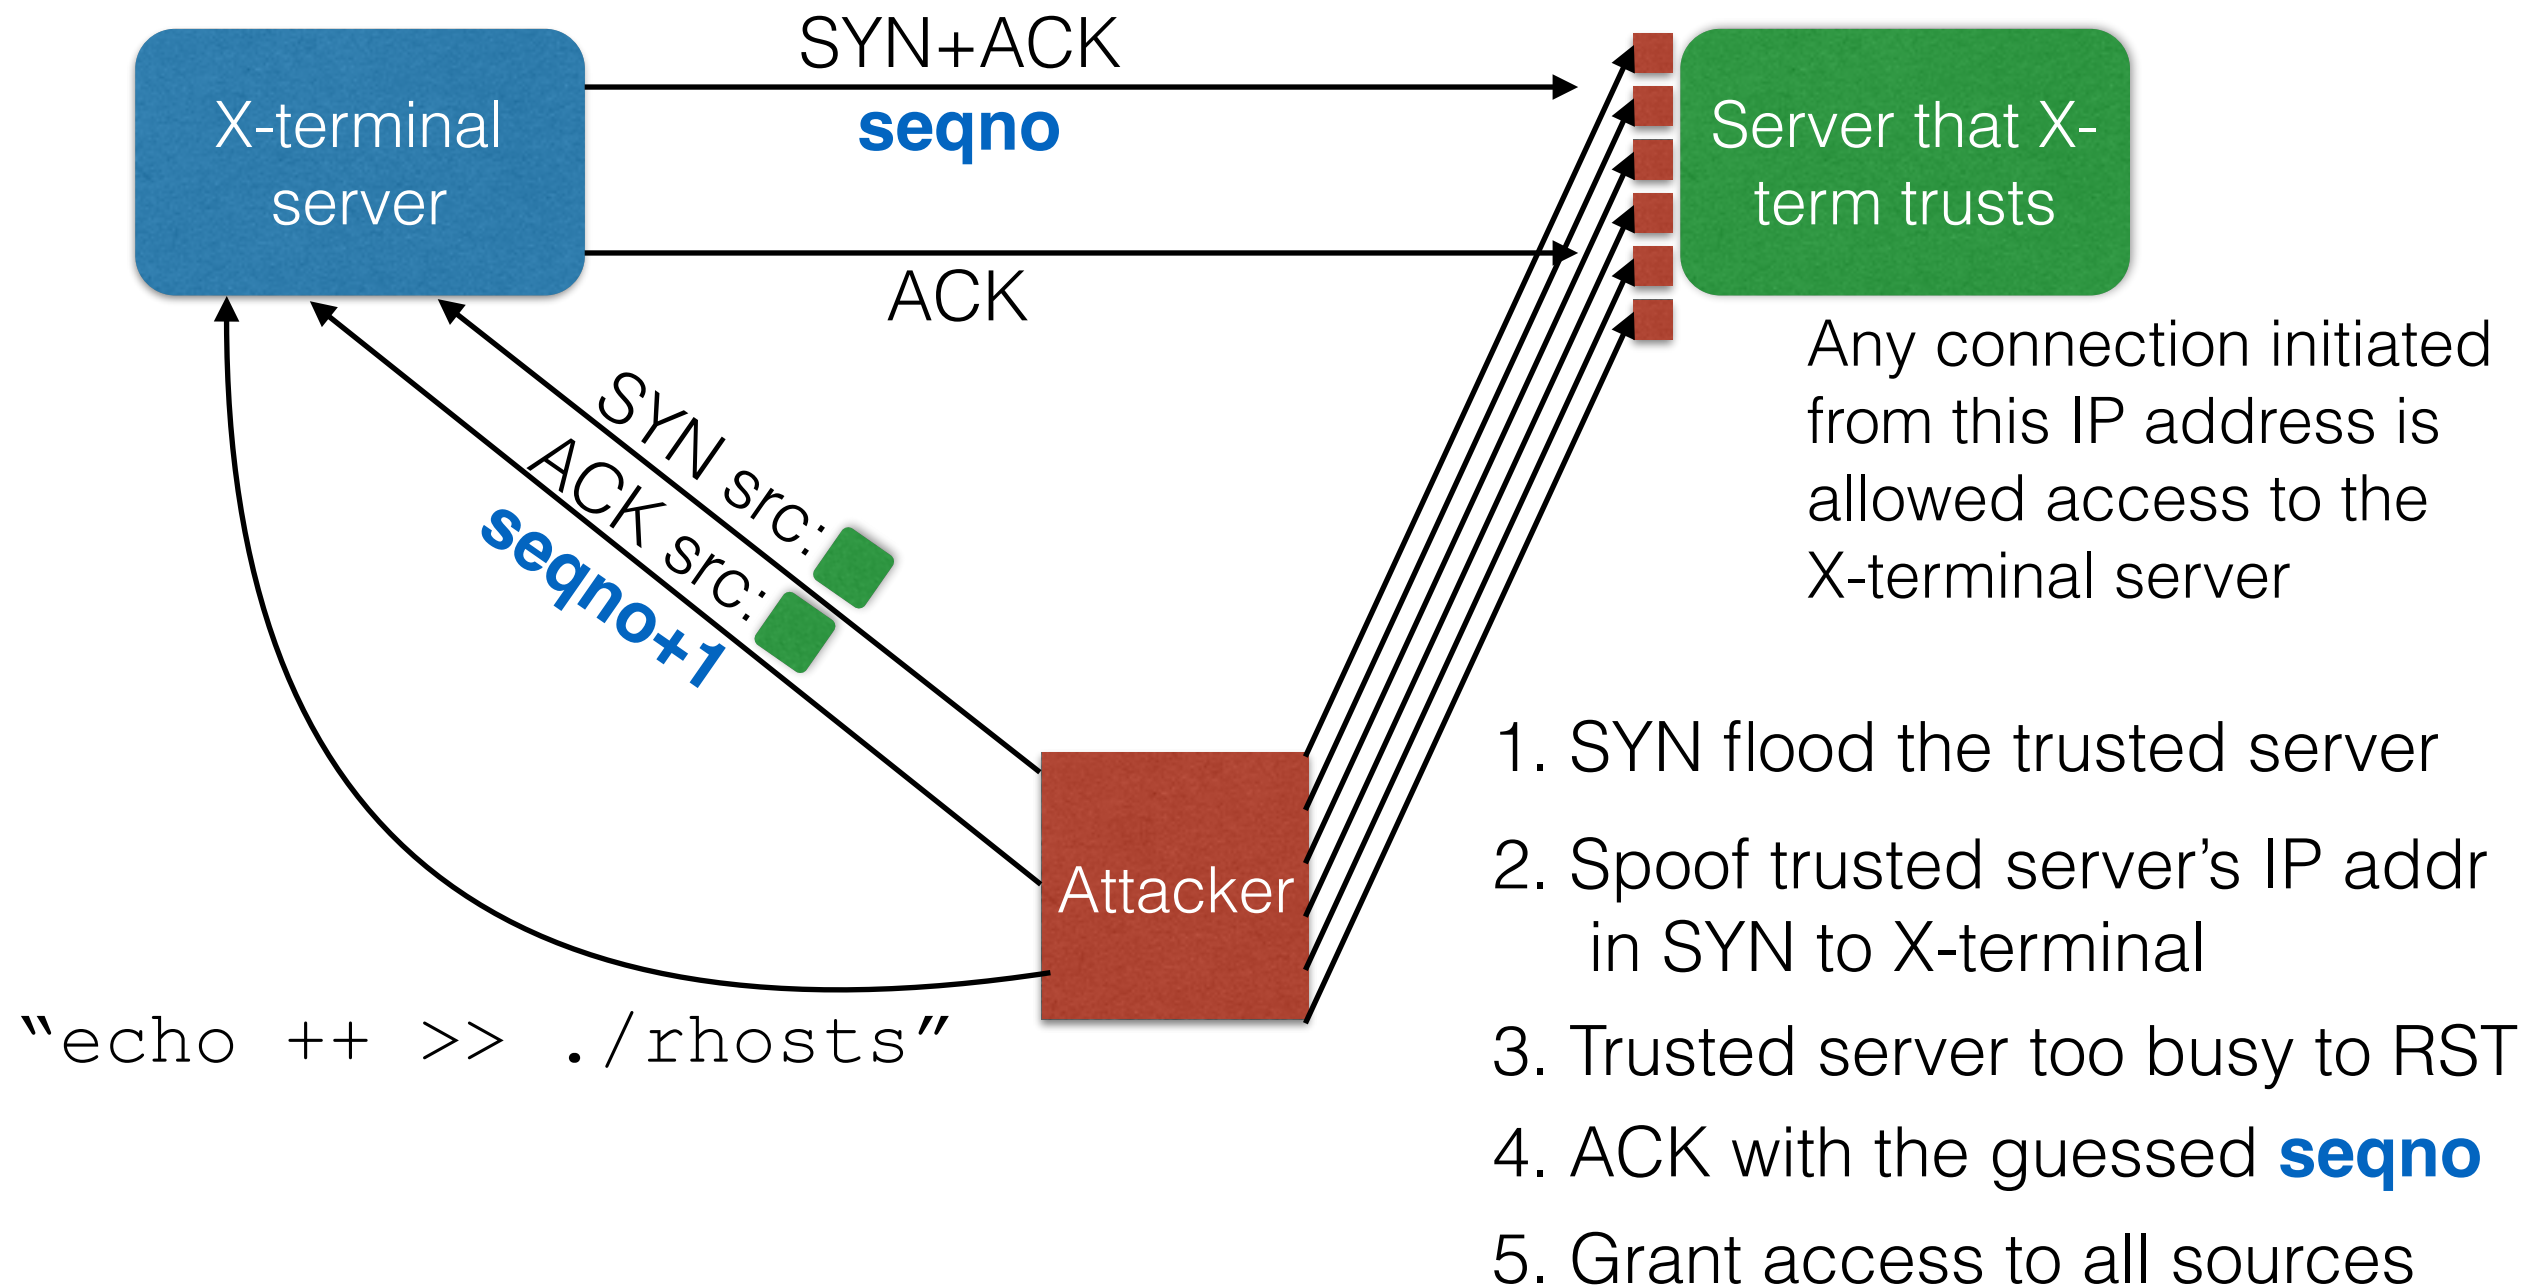 SYN+ACK
seqno
X-terminal
server
Server that X-
term trusts
ACK
Any connection initiated
from this IP address is
allowed access to the
X-terminal server
SYN src:
ACK src:
seqno+1
Attacker
"echo ++ >> ./rhosts"
1. SYN flood the trusted server
2. Spoof trusted server’s IP addr
in SYN to X-terminal
3. Trusted server too busy to RST
4. ACK with the guessed seqno
5. Grant access to all sources